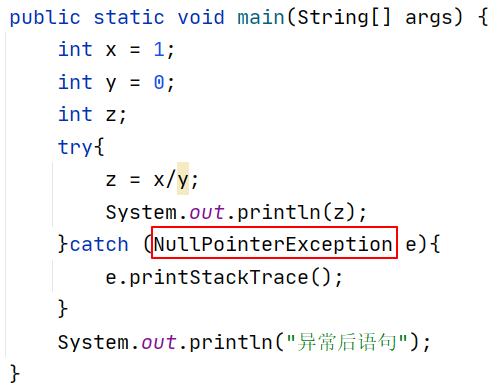 public static void main(String[] args) {
    int x = 1;
    int y = 0;
    int z;
    try{
        z = x/y;
        System.out.println(z);
    }catch (NullPointerException e){
        e.printStackTrace();
    }
    System.out.println("异常后语句");
}